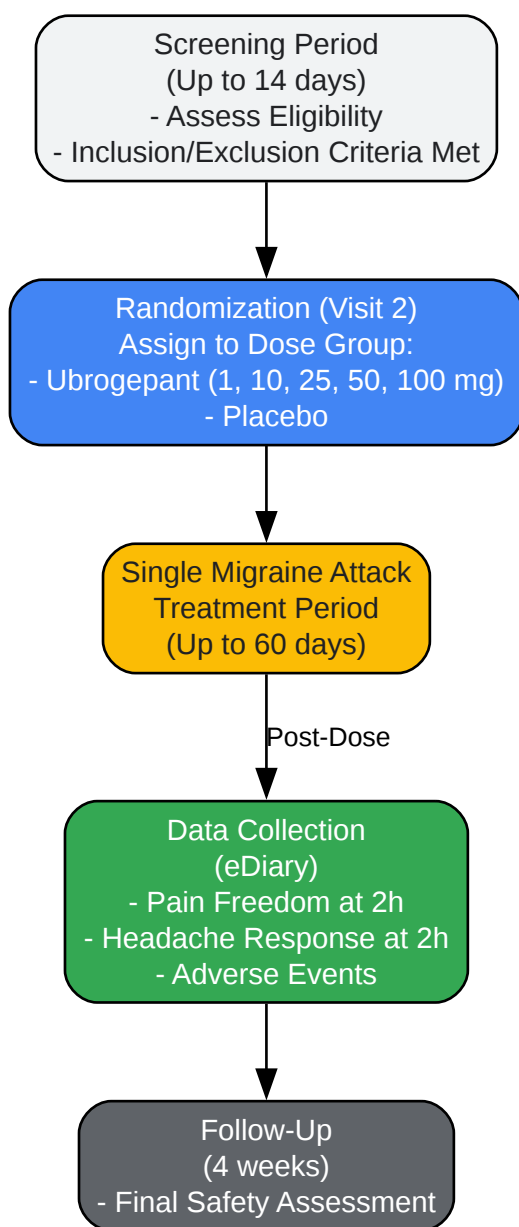 Screening Period
(Up to 14 days)
- Assess Eligibility
- Inclusion/Exclusion Criteria Met
Randomization (Visit 2)
Assign to Dose Group:
- Ubrogepant (1, 10, 25, 50, 100 mg)
- Placebo
Single Migraine Attack
Treatment Period
(Up to 60 days)
Post-Dose
Data Collection
(eDiary)
- Pain Freedom at 2h
- Headache Response at 2h
- Adverse Events
Follow-Up
(4 weeks)
- Final Safety Assessment